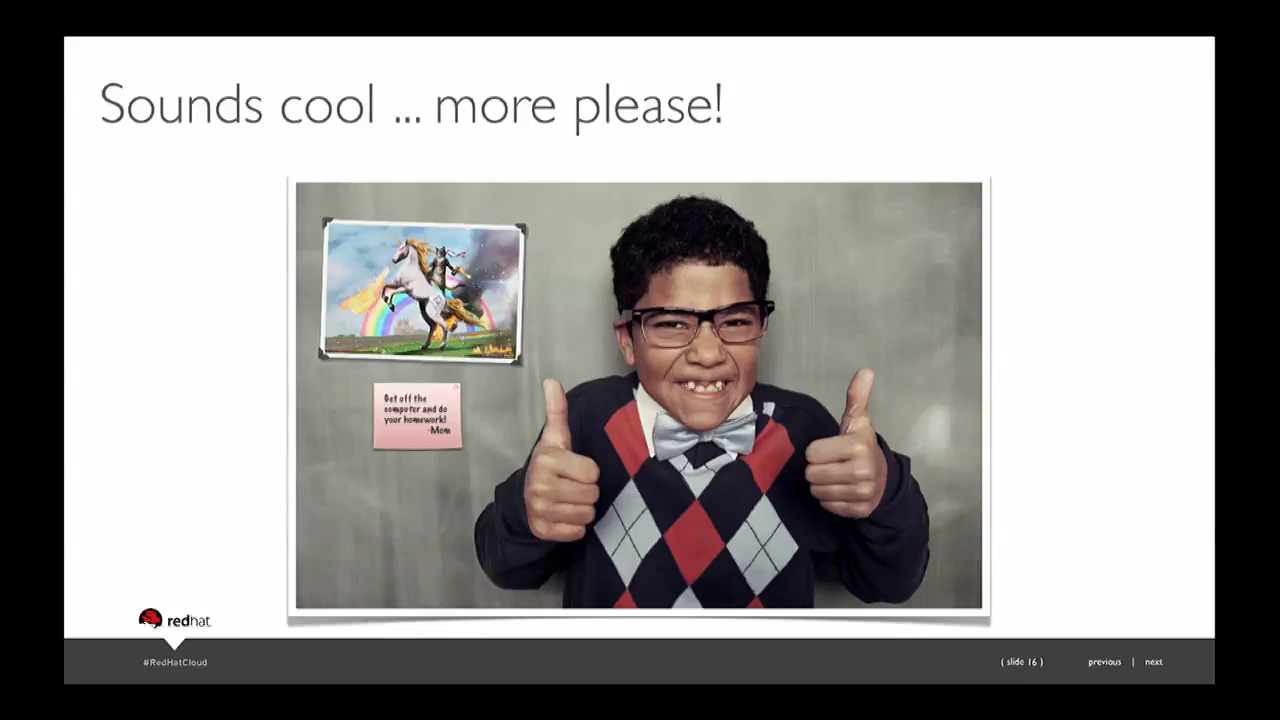 Sounds cool ... more please!
Get off the
computer and do
your homework!
-Mom
redhat.
#RedHatCloud
( slide 16 )
previous | next